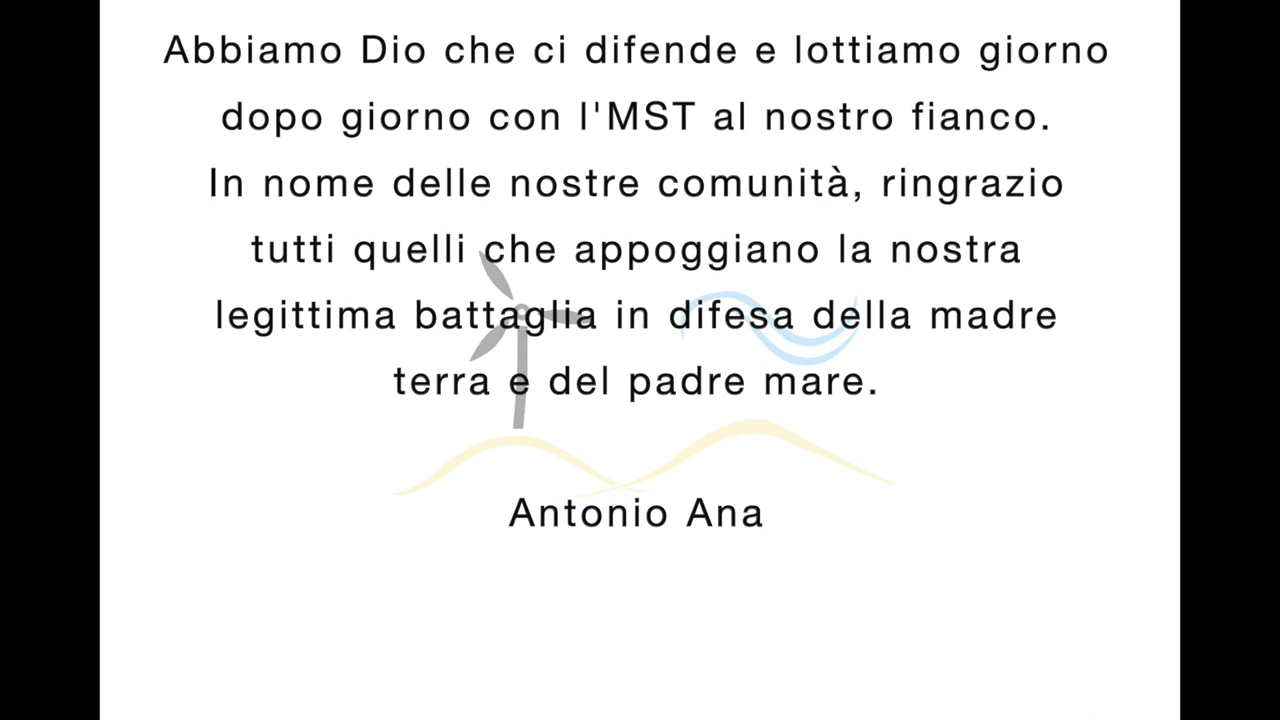 Abbiamo Dio che ci difende e lottiamo giorno
dopo giorno con l'MST al nostro fianco.
In nome delle nostre comunità, ringrazio
tutti quelli che appoggiano la nostra
legittima battaglia in difesa della madre
terra e del padre mare.
Antonio Ana